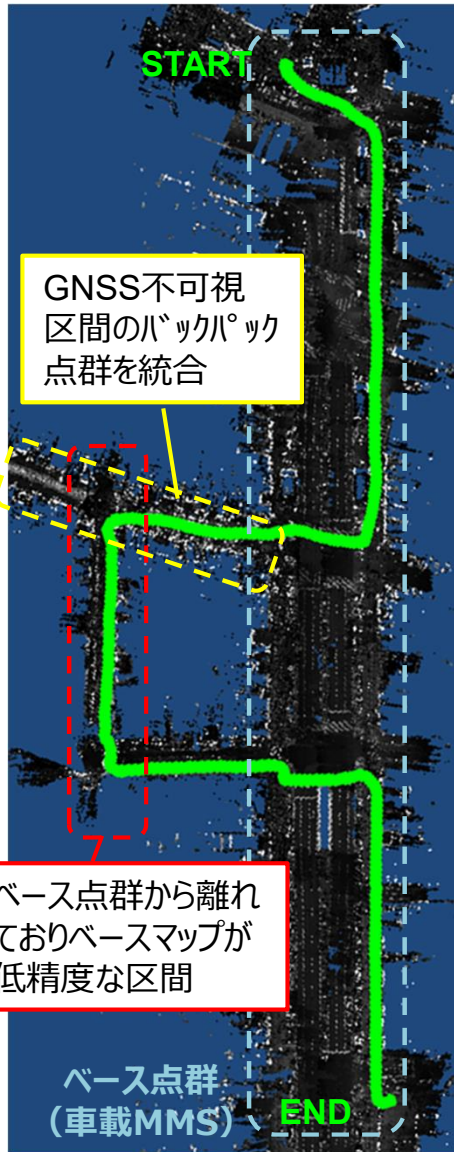 START
GNSS不可視
区間のﾊﾞｯｸﾊﾟｯｸ
点群を統合
ベース点群から離れ
ておりベースマップが
低精度な区間
ベース点群
（車載MMS）
END